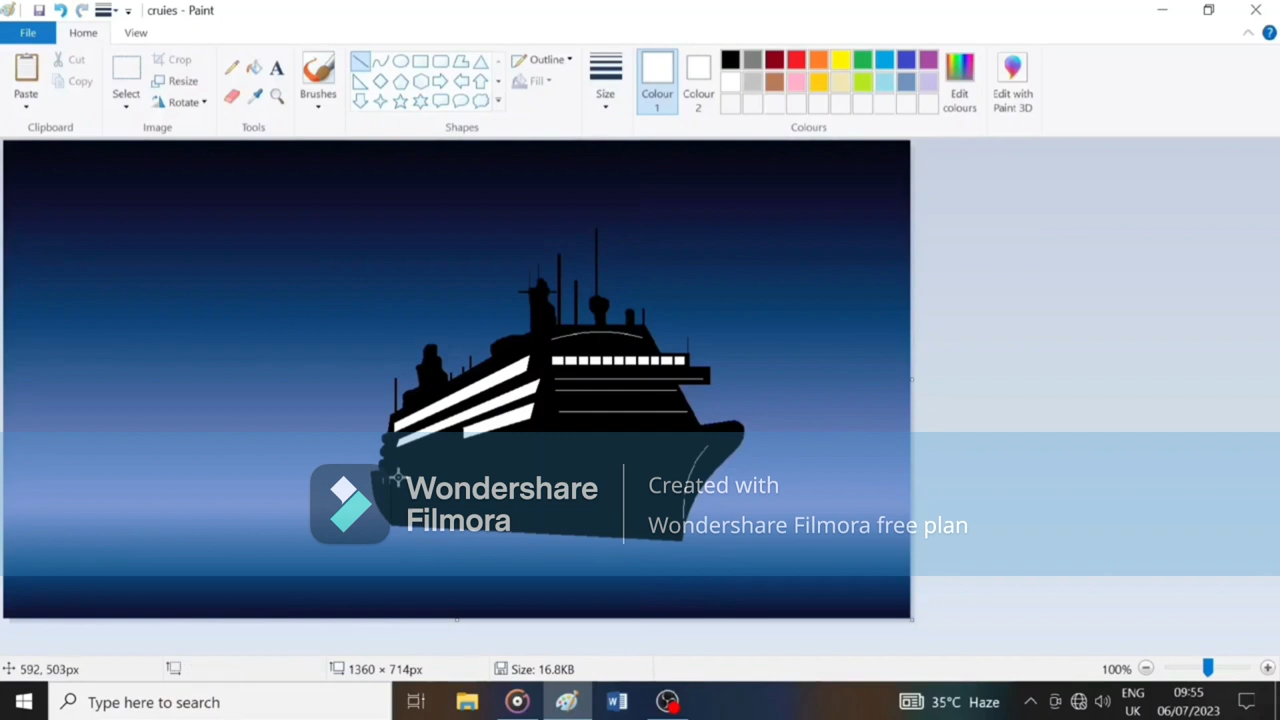 cruies - Paint
File
Home
View
Paste
Cut
Copy
Clipboard
Select
Crop
Resize
Rotate
Image
Tools
Brushes
Outline
Fill
Shapes
Size
Colour 1
Colour 2
Edit colours
Edit with Paint 3D
Colours
Wondershare
Filmora
Created with
Wondershare Filmora free plan
592, 503px
1360 × 714px
Size: 16.8KB
100%
Type here to search
35°C Haze
ENG
UK
09:55
06/07/2023